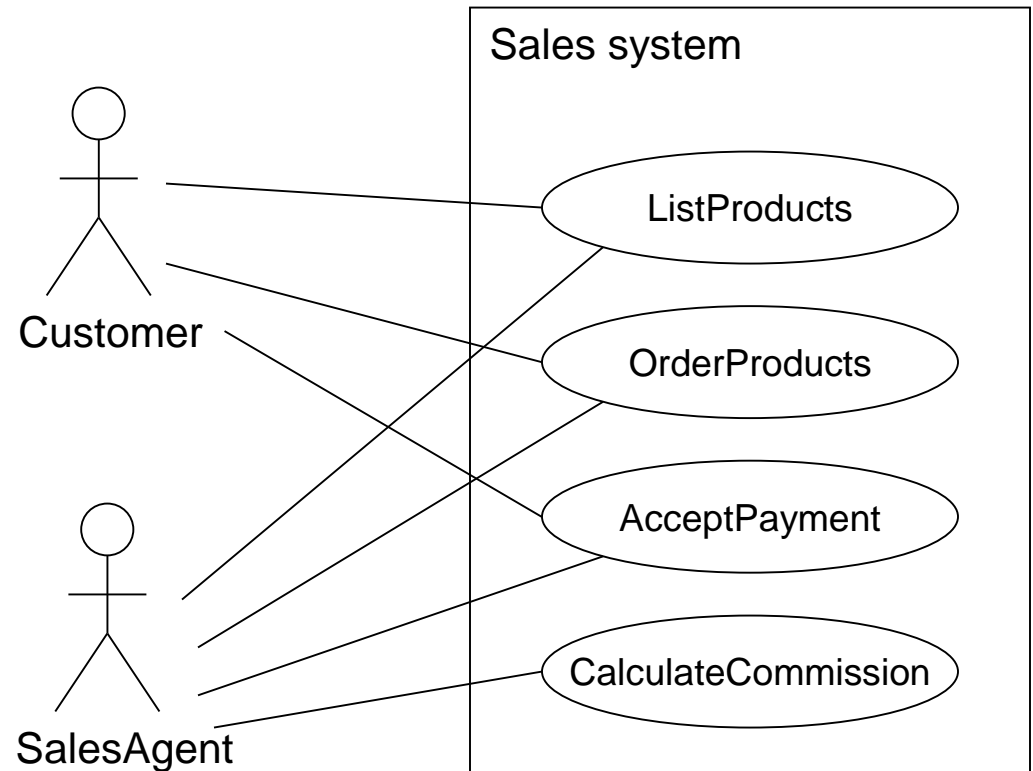 Sales system
ListProducts
Customer
OrderProducts
AcceptPayment
CalculateCommission
SalesAgent